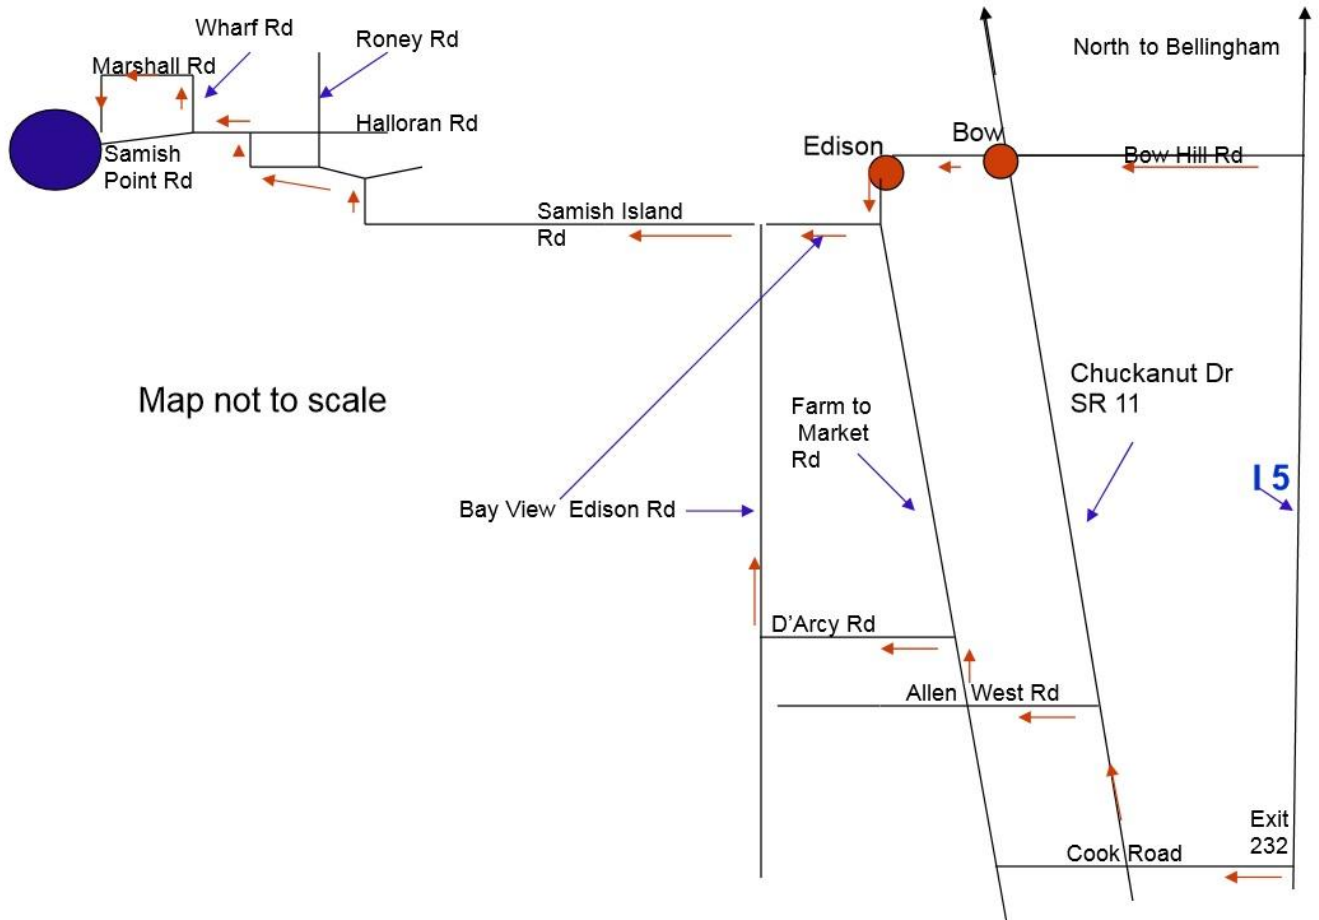 Wharf Rd
Roney Rd
North to Bellingham
Marshall Rd
Halloran Rd
Bow
Edison
Bow Hill Rd
Samish
Point Rd
Samish Island
Rd
Chuckanut Dr
SR 11
Map not to scale
Farm to
Market
Rd
I 5
Bay View Edison Rd
D'Arcy Rd
Allen West Rd
Exit
232
Cook Road